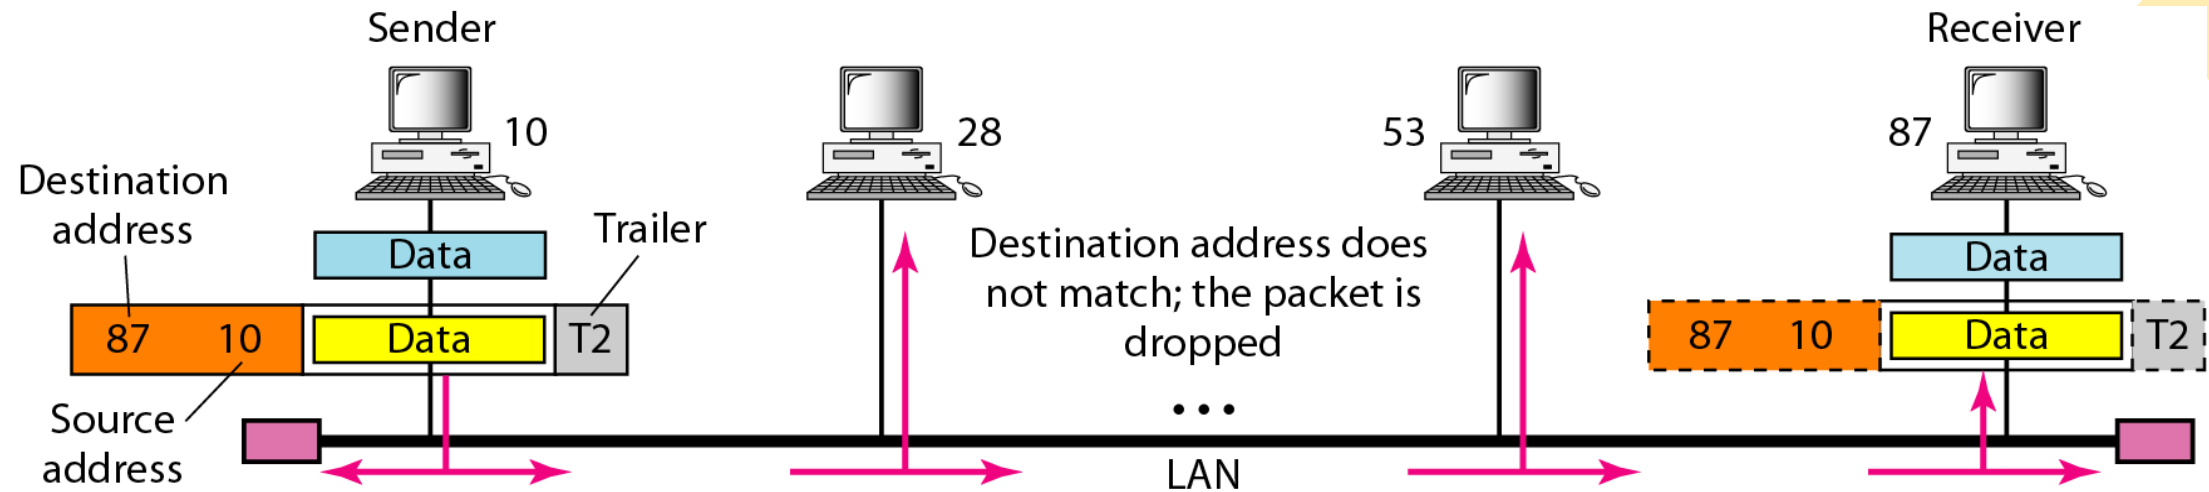 Sender
Receiver
10
28
53
87
Destination
address
Trailer
Data
Destination address does
not match; the packet is
dropped
Data
87 10
Data
T2
87 10
Data
T2
Source
address
...
LAN